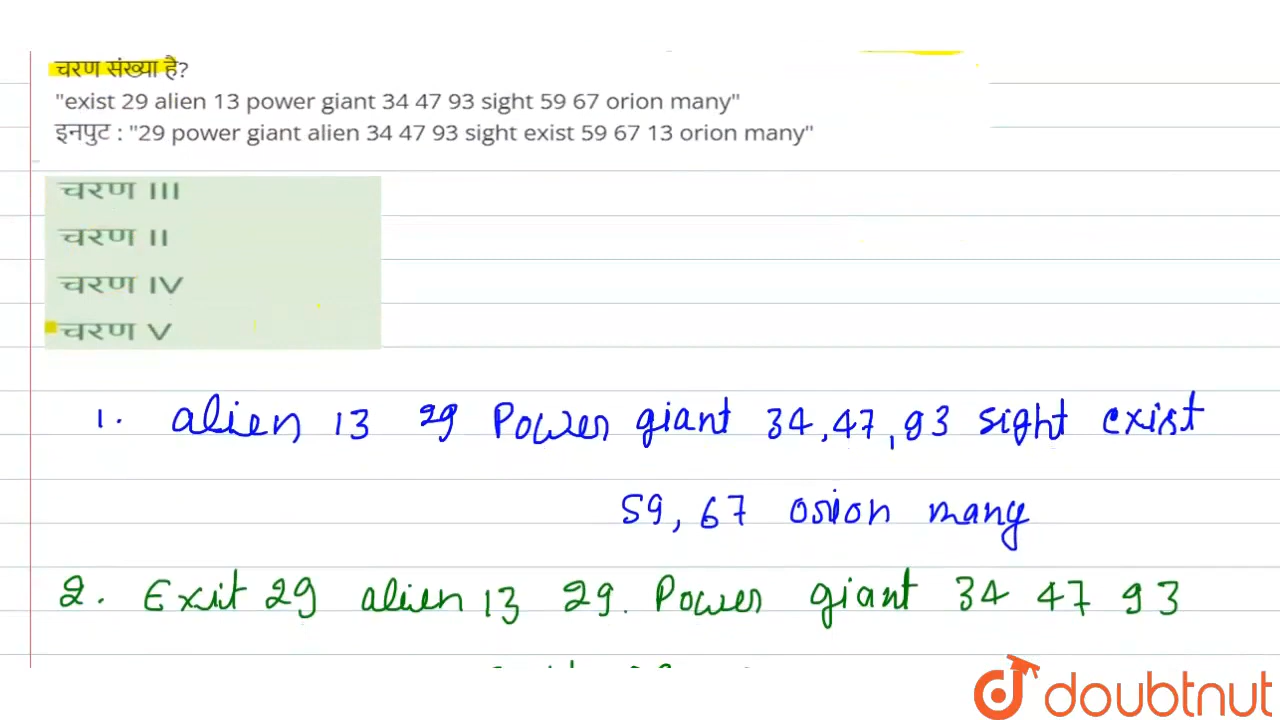 चरण संख्या है?
"exist 29 alien 13 power giant 34 47 93 sight 59 67 orion many"
इनपुट : "29 power giant alien 34 47 93 sight exist 59 67 13 orion many"
चरण III
चरण II
चरण IV
चरण V
1. alien 13 29 Power giant 34, 47, 93 sight exist
59, 67 orion many
2. Exit 29 alien 13 29. Power giant 34 47 93
doubtnut